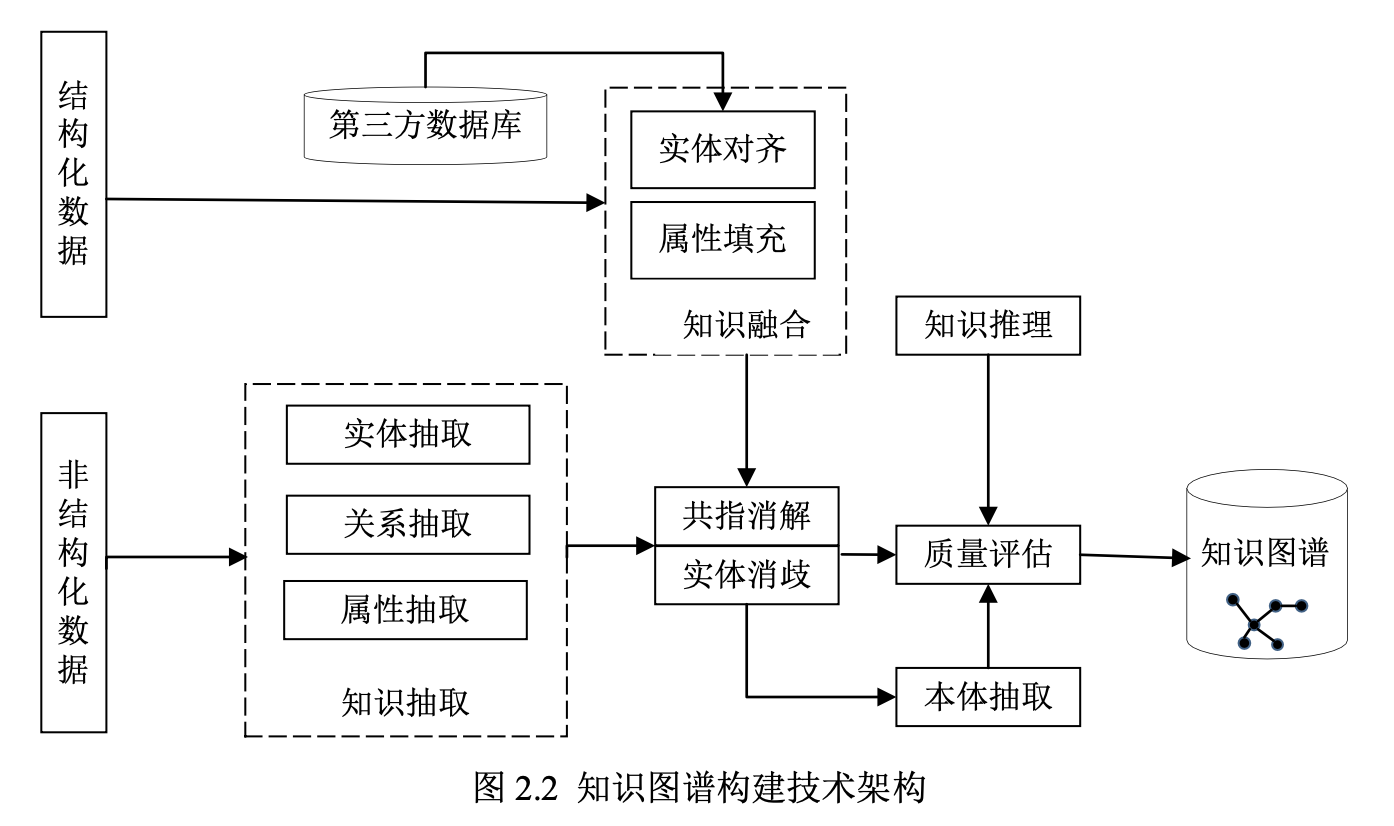 结构化数据
第三方数据库
实体对齐
属性填充
知识融合
知识推理
非结构化数据
实体抽取
关系抽取
属性抽取
知识抽取
共指消解
实体消歧
质量评估
本体抽取
知识图谱
图 2.2 知识图谱构建技术架构